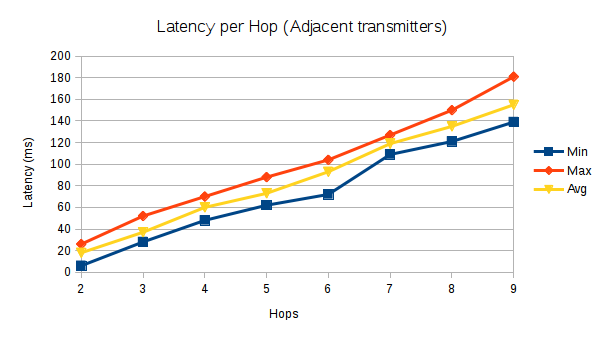 Latency per Hop (Adjacent transmitters)
200
180
160
140
120
100
80
60
40
20
0
Latency (ms)
2 3 4 5 6 7 8 9
Hops
Min
Max
Avg